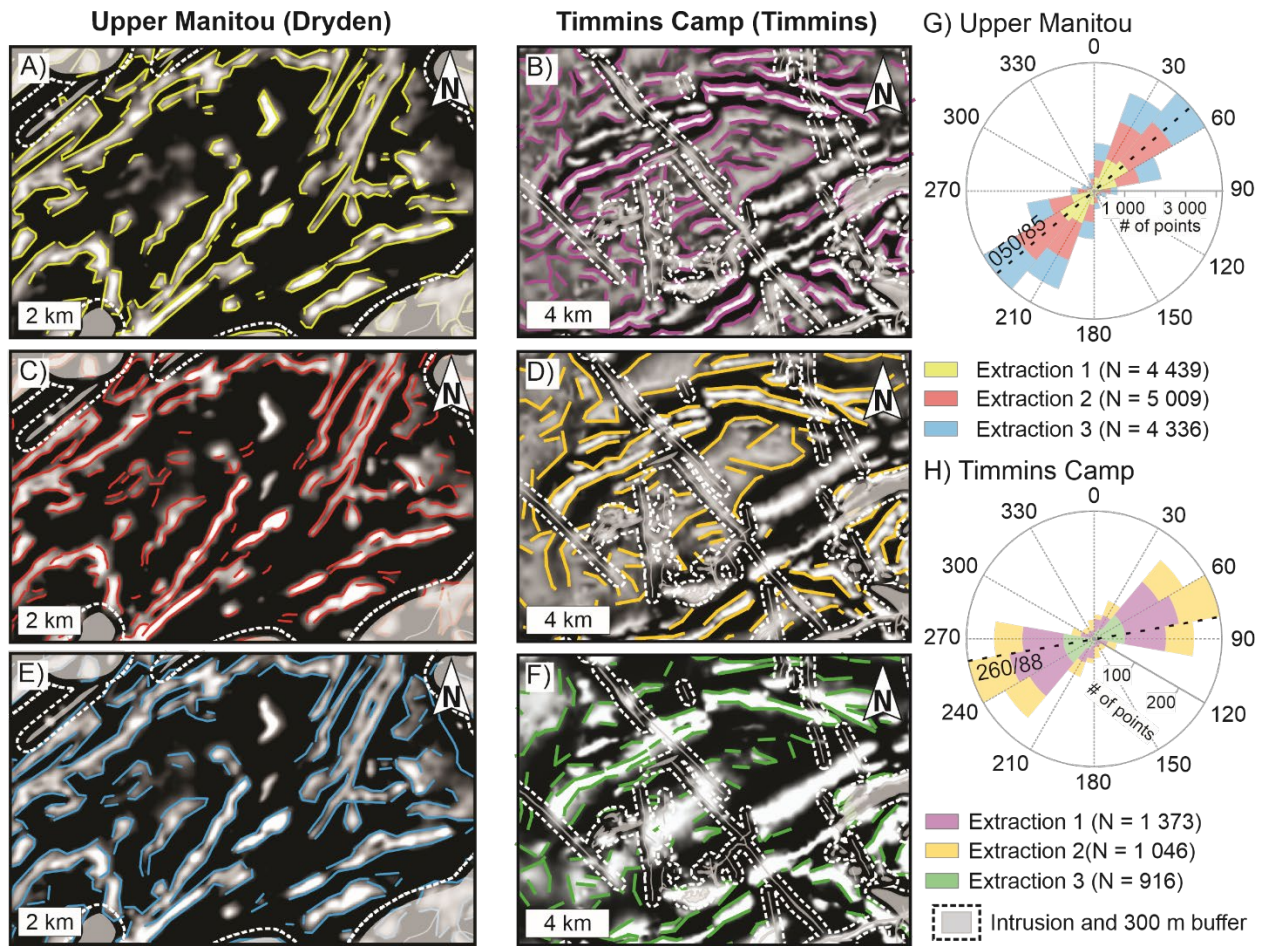 Upper Manitou (Dryden)
Timmins Camp (Timmins)
A)
N
2 km
B)
N
4 km
C)
N
2 km
D)
N
4 km
E)
N
2 km
F)
N
4 km
G) Upper Manitou
0
330
30
300
60
270
90
1 000 3 000
# of points
050/85
120
210
150
180
Extraction 1 (N = 4 439)
Extraction 2 (N = 5 009)
Extraction 3 (N = 4 336)
H) Timmins Camp
0
330
30
300
60
270
90
260/88
100
200
# of points
240
120
210
150
180
Extraction 1 (N = 1 373)
Extraction 2(N = 1 046)
Extraction 3 (N = 916)
Intrusion and 300 m buffer